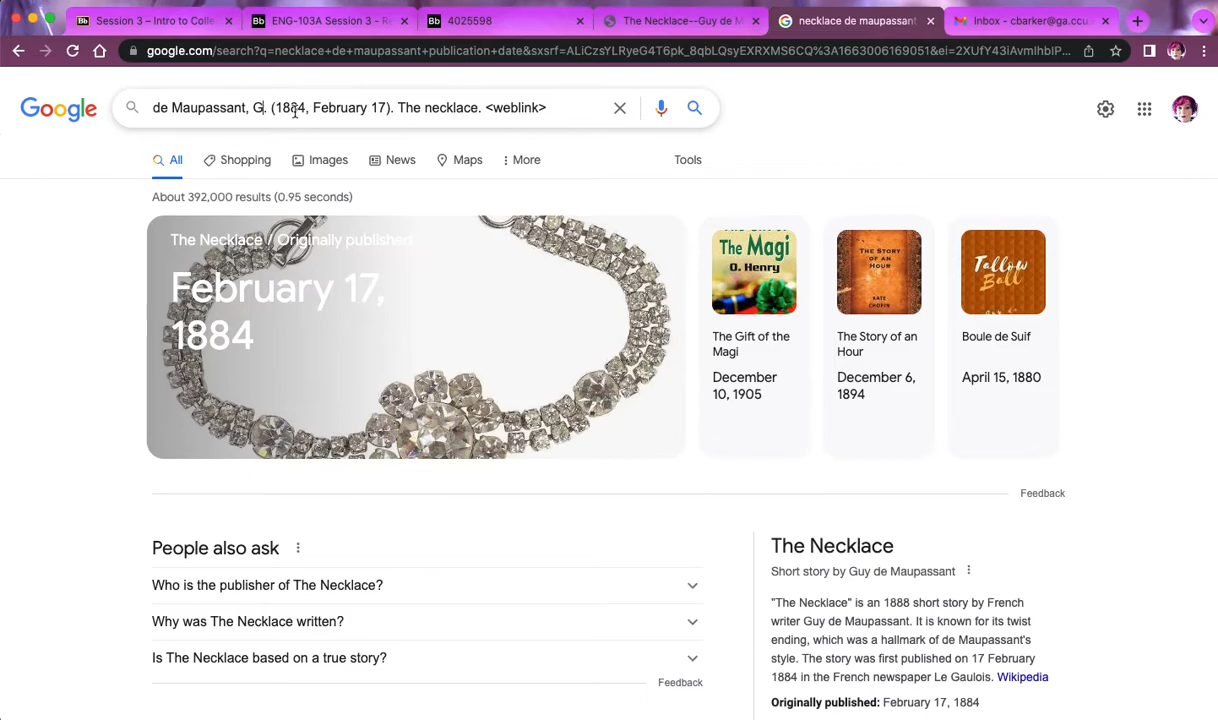 Session 3 – Intro to Colle
ENG-103A Session 3 - R
4025598
The Necklace--Guy de M
necklace de maupassant
Inbox - cbarker@ga.ccu.
google.com/search?q=necklace+de+maupassant+publication+date&sxsrf=ALiCzsYLRyeG4T6pk_8qbLQsyEXRXMS6CQ%3A1663006169051&ei=2XUfY43iAvmIhbIP...
Google
de Maupassant, G. (1884, February 17). The necklace. <weblink>
All
Shopping
Images
News
Maps
More
Tools
About 392,000 results (0.95 seconds)
The Necklace / Originally published
February 17,
1884
The Magi
O. Henry
THE STORY
OF AN
HOUR
KATE
CHOPIN
Tallow
Ball
The Gift of the
Magi
December
10, 1905
The Story of an
Hour
December 6,
1894
Boule de Suif
April 15, 1880
Feedback
People also ask
Who is the publisher of The Necklace?
Why was The Necklace written?
Is The Necklace based on a true story?
Feedback
The Necklace
Short story by Guy de Maupassant
"The Necklace" is an 1888 short story by French
writer Guy de Maupassant. It is known for its twist
ending, which was a hallmark of de Maupassant's
style. The story was first published on 17 February
1884 in the French newspaper Le Gaulois. Wikipedia
Originally published: February 17, 1884